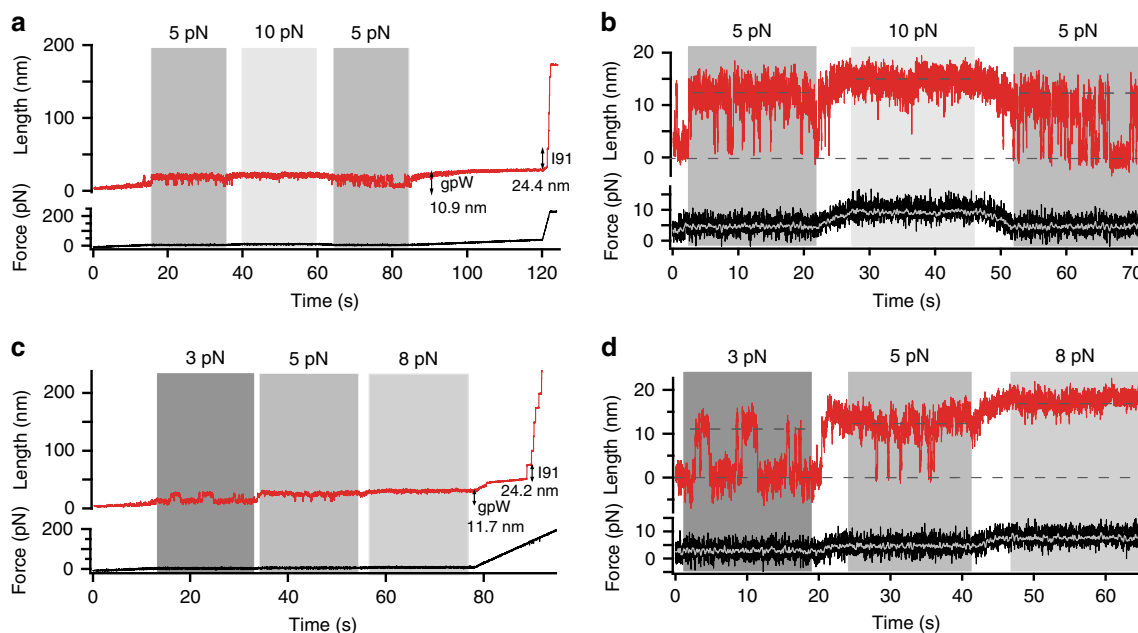 a
5 pN 10 pN 5 pN
Length (nm)
200
100
0
I91
24.4 nm
gpW
10.9 nm
Force (pN)
200
0
0 20 40 60 80 100 120
Time (s)
b
5 pN 10 pN 5 pN
Length (nm)
20
10
0
Force (pN)
10
0
0 10 20 30 40 50 60 70
Time (s)
c
3 pN 5 pN 8 pN
Length (nm)
200
100
0
I91
24.2 nm
gpW
11.7 nm
Force (pN)
200
0
0 20 40 60 80
Time (s)
d
3 pN 5 pN 8 pN
Length (nm)
20
10
0
Force (pN)
10
0
0 10 20 30 40 50 60
Time (s)